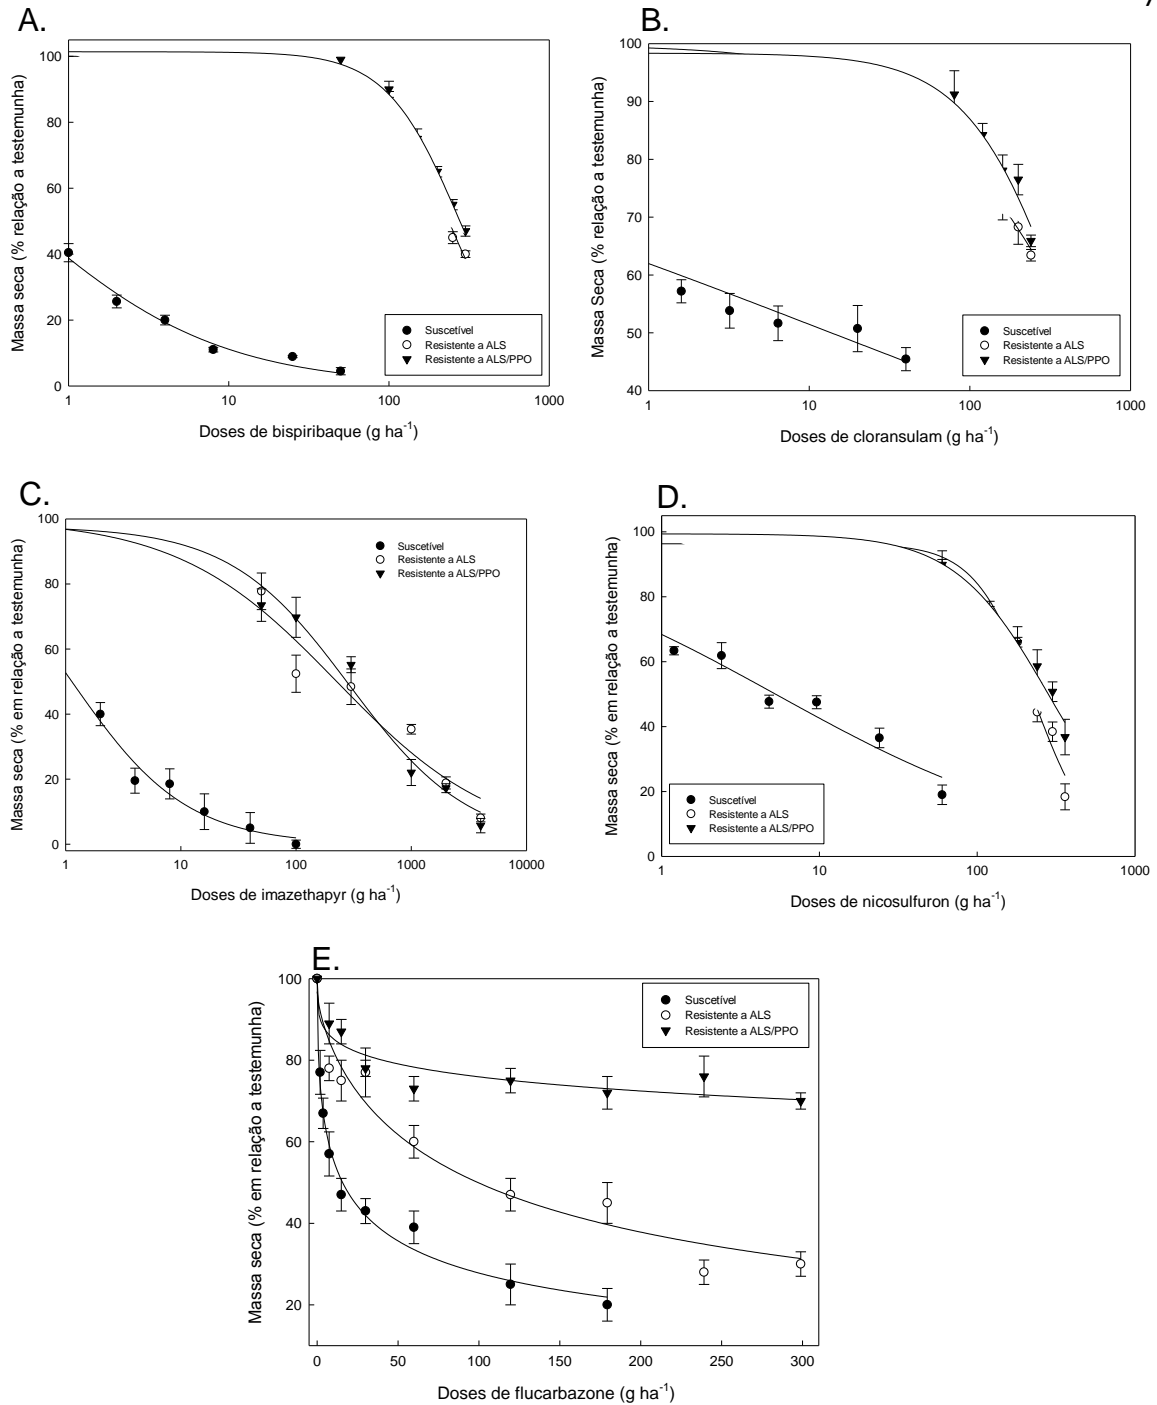 A.
Massa seca (% relação a testemunha)
100
80
60
40
20
0
1
10
100
1000
Doses de bispiribaque (g ha-1)
Suscetível
Resistente a ALS
Resistente a ALS/PPO
B.
Massa Seca (% relação a testemunha)
100
90
80
70
60
50
40
1
10
100
1000
Doses de cloransulam (g ha-1)
Suscetível
Resistente a ALS
Resistente a ALS/PPO
C.
Massa seca (% em relação a testemunha)
100
80
60
40
20
0
1
10
100
1000
10000
Doses de imazethapyr (g ha-1)
Suscetível
Resistente a ALS
Resistente a ALS/PPO
D.
Massa seca (% em relação a testemunha)
100
80
60
40
20
0
1
10
100
1000
Doses de nicosulfuron (g ha-1)
Suscetível
Resistente a ALS
Resistente a ALS/PPO
E.
Massa seca (% em relação a testemunha)
100
80
60
40
20
0
50
100
150
200
250
300
Doses de flucarbazone (g ha-1)
Suscetível
Resistente a ALS
Resistente a ALS/PPO